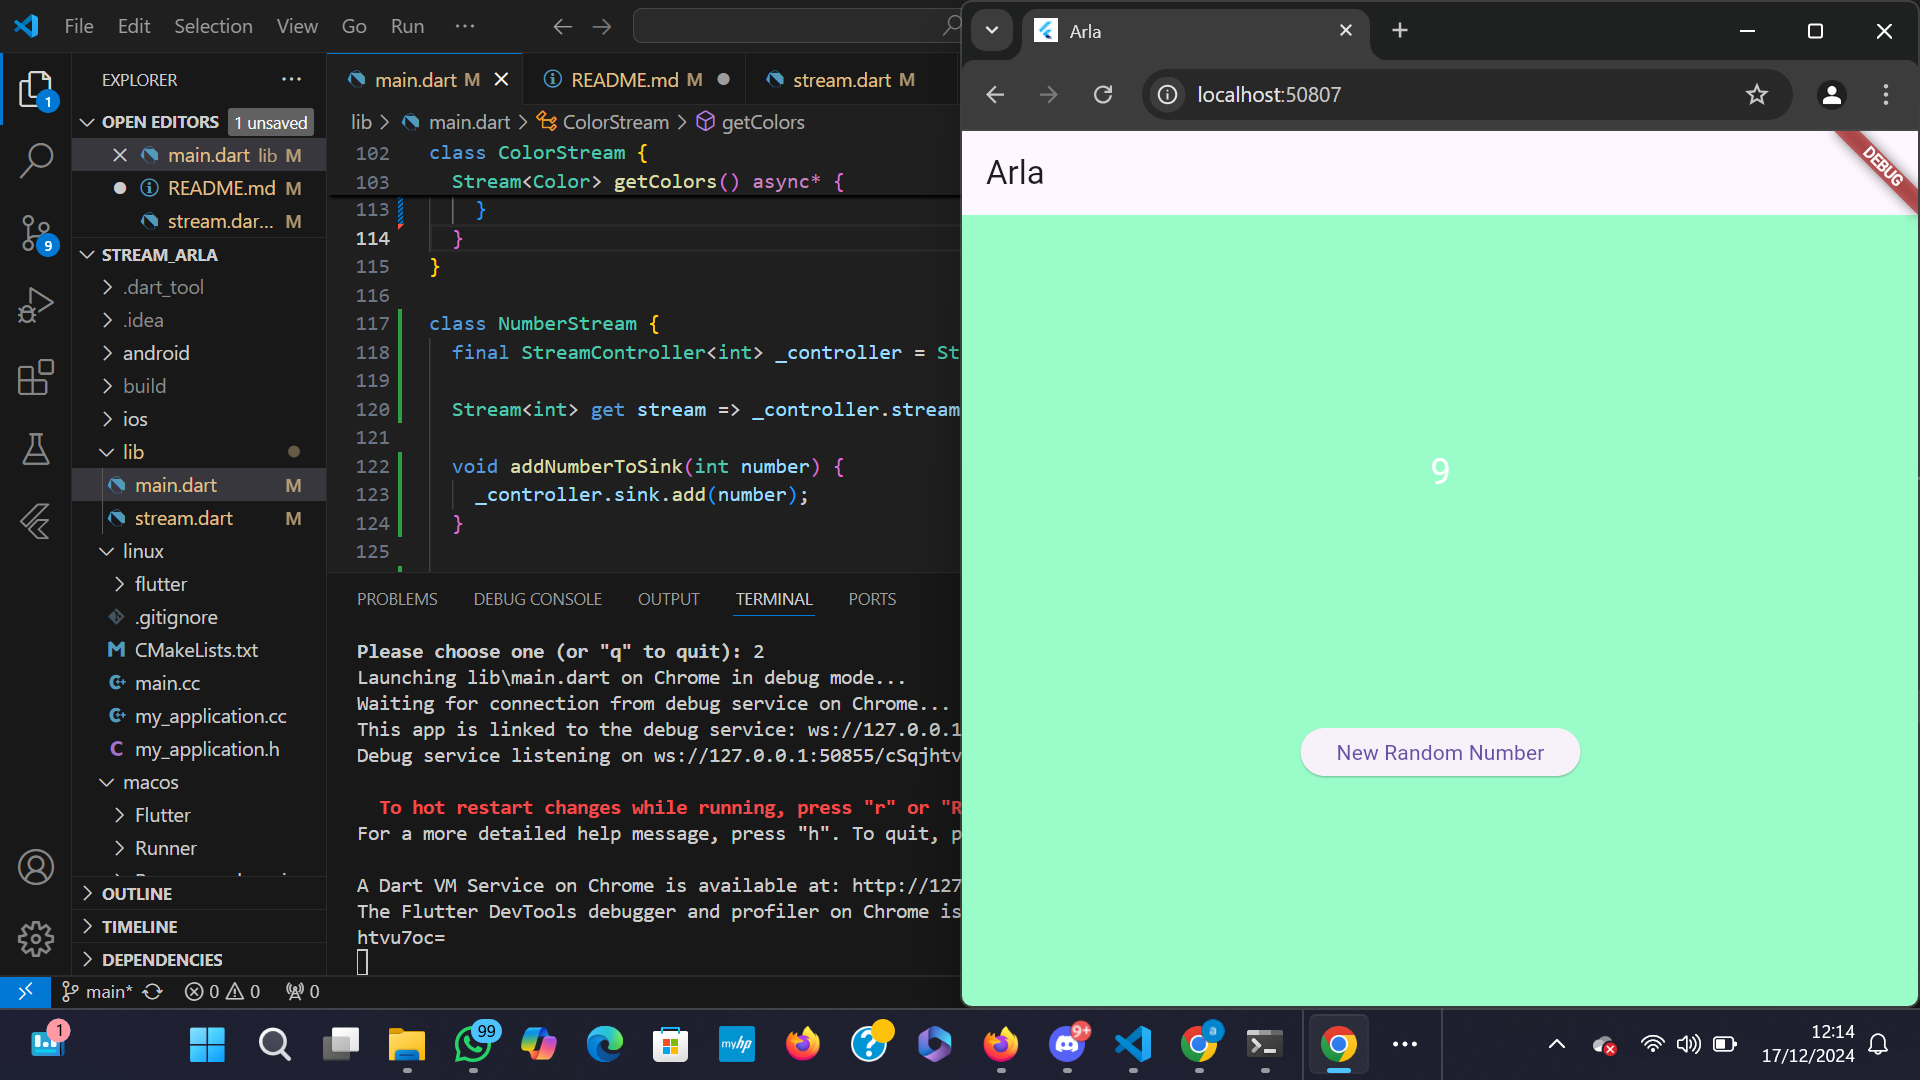 File Edit Selection View Go Run ···
EXPLORER
OPEN EDITORS 1 unsaved
main.dart lib M
README.md M
stream.dar... M
STREAM_ARLA
.dart_tool
.idea
android
build
ios
lib
main.dart M
stream.dart M
linux
flutter
.gitignore
CMakeLists.txt
main.cc
my_application.cc
my_application.h
macos
Flutter
Runner
OUTLINE
TIMELINE
DEPENDENCIES
main.dart M README.md M stream.dart M
lib > main.dart > ColorStream > getColors
102 class ColorStream {
103 Stream<Color> getColors() async* {
113 }
114 }
115 }
116
117 class NumberStream {
118 final StreamController<int> _controller = St
119
120 Stream<int> get stream => _controller.stream
121
122 void addNumberToSink(int number) {
123 _controller.sink.add(number);
124 }
125
PROBLEMS DEBUG CONSOLE OUTPUT TERMINAL PORTS
Please choose one (or "q" to quit): 2
Launching lib\main.dart on Chrome in debug mode...
Waiting for connection from debug service on Chrome...
This app is linked to the debug service: ws://127.0.0.1
Debug service listening on ws://127.0.0.1:50855/cSqjhtv
To hot restart changes while running, press "r" or "R
For a more detailed help message, press "h". To quit, p
A Dart VM Service on Chrome is available at: http://127
The Flutter DevTools debugger and profiler on Chrome is
htvu7oc=
main* 0 0 0
Arla
localhost:50807
Arla
DEBUG
9
New Random Number
1
9
1
99
myhp
9+
a
12:14
17/12/2024